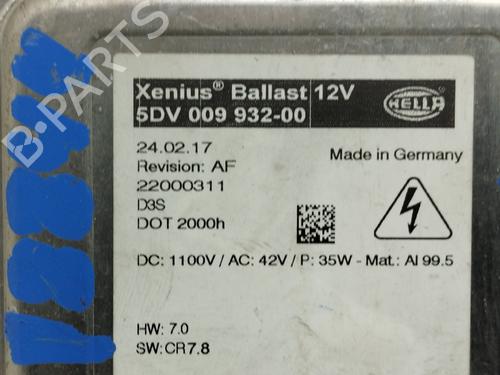 B-PARTS
Xenius® Ballast 12V
5DV 009 932-00
HELLA
24.02.17
Made in Germany
Revision: AF
22000311
D3S
DOT 2000h
DC: 1100V / AC: 42V / P: 35W - Mat.: Al 99.5
HW: 7.0
SW:CR7.8